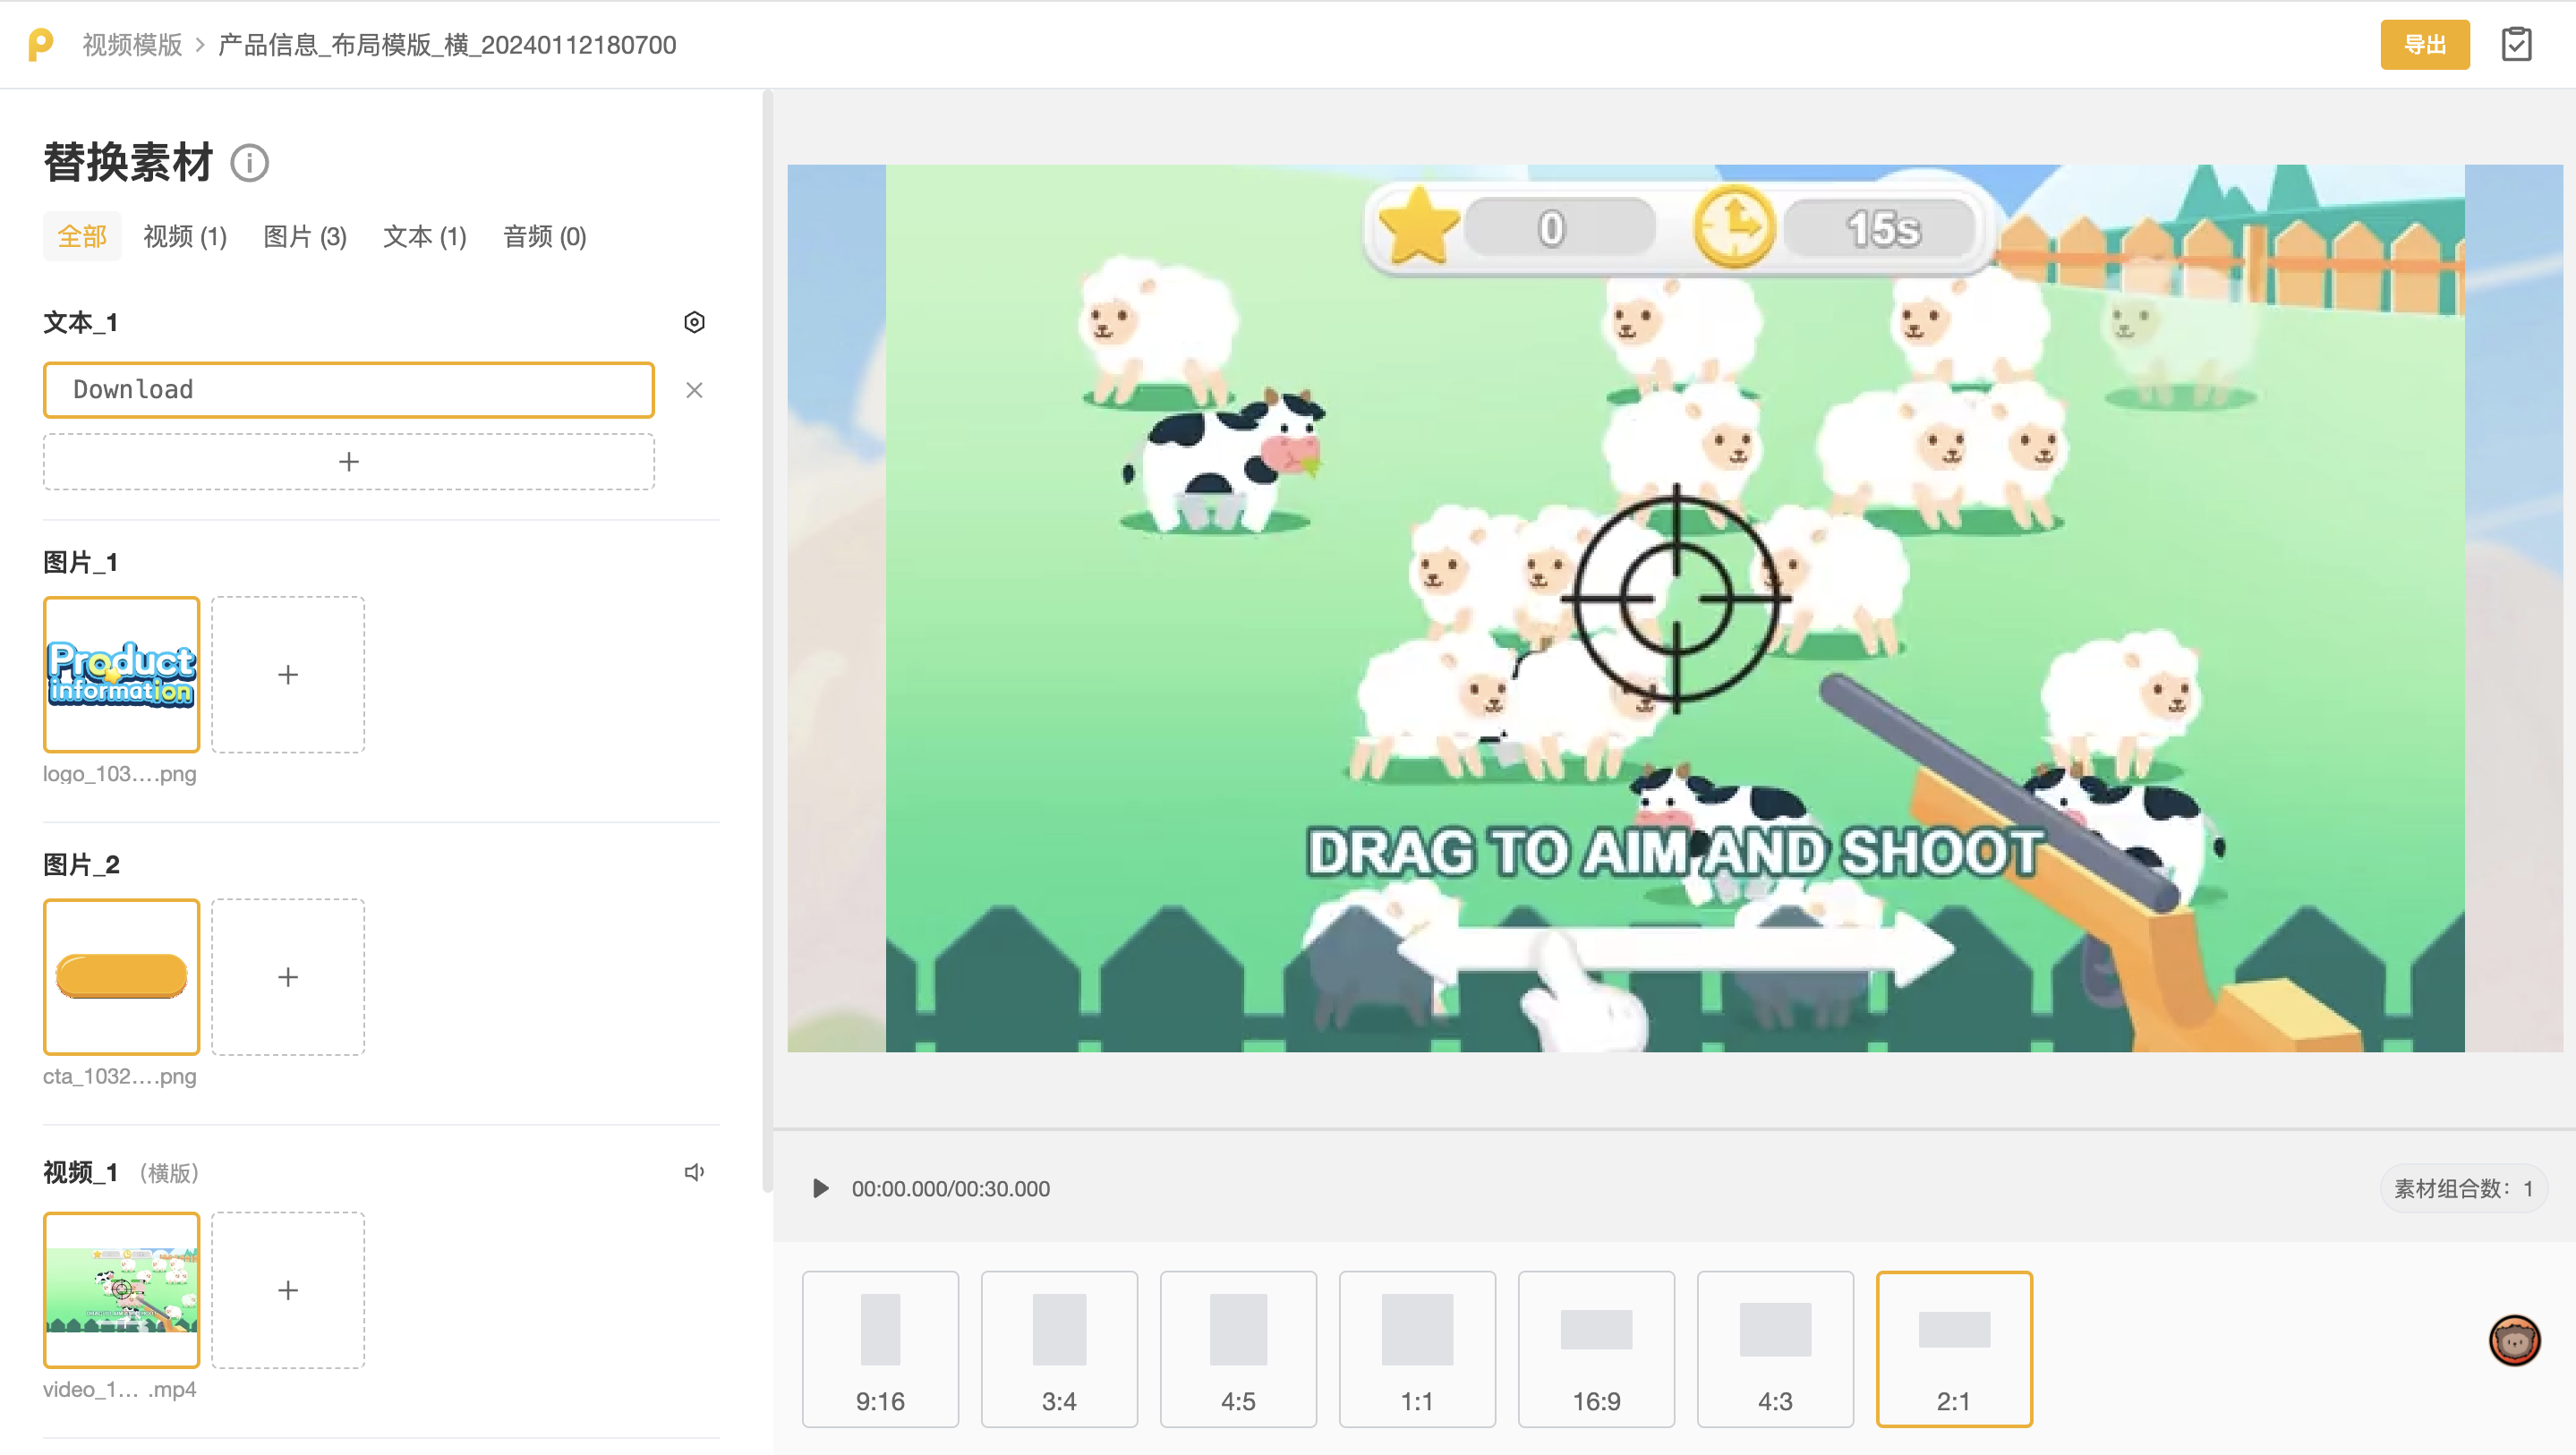 视频模版 > 产品信息_布局模版_横_20240112180700
导出
替换素材
全部 视频 (1) 图片 (3) 文本 (1) 音频 (0)
文本_1
Download
图片_1
Product
information
logo_103....png
图片_2
cta_1032....png
视频_1 (横版)
video_1... .mp4
0
15s
DRAG TO AIM AND SHOOT
00:00.000/00:30.000
素材组合数：1
9:16
3:4
4:5
1:1
16:9
4:3
2:1